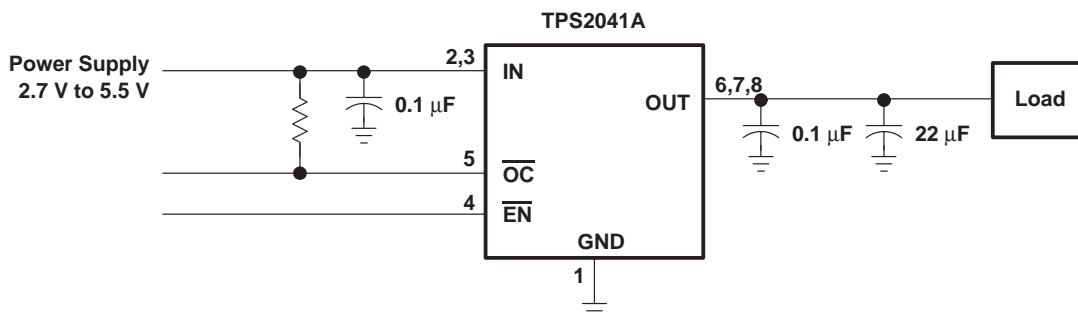 TPS2041A
Power Supply
2.7 V to 5.5 V
2,3
IN
0.1 μF
OUT
6,7,8
0.1 μF
22 μF
Load
5
OC
4
EN
GND
1